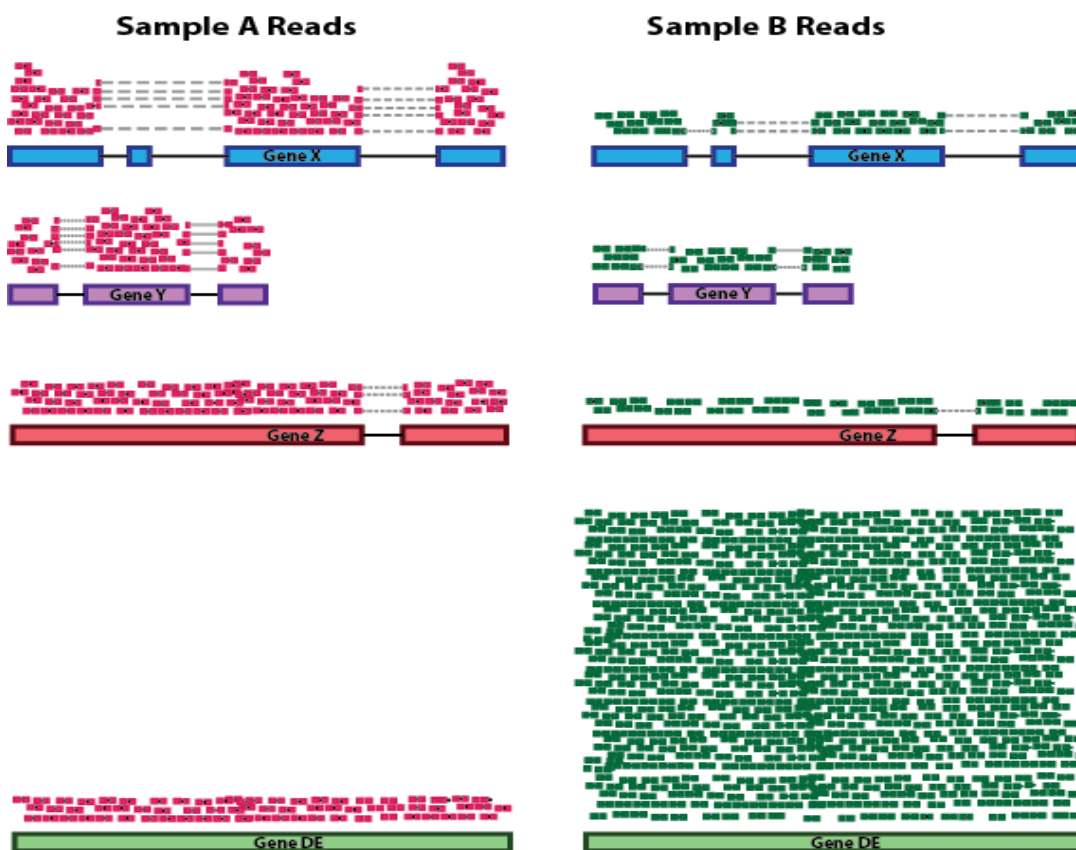 Sample A Reads
Sample B Reads
Gene X
Gene X
Gene Y
Gene Y
Gene Z
Gene Z
Gene DE
Gene DE